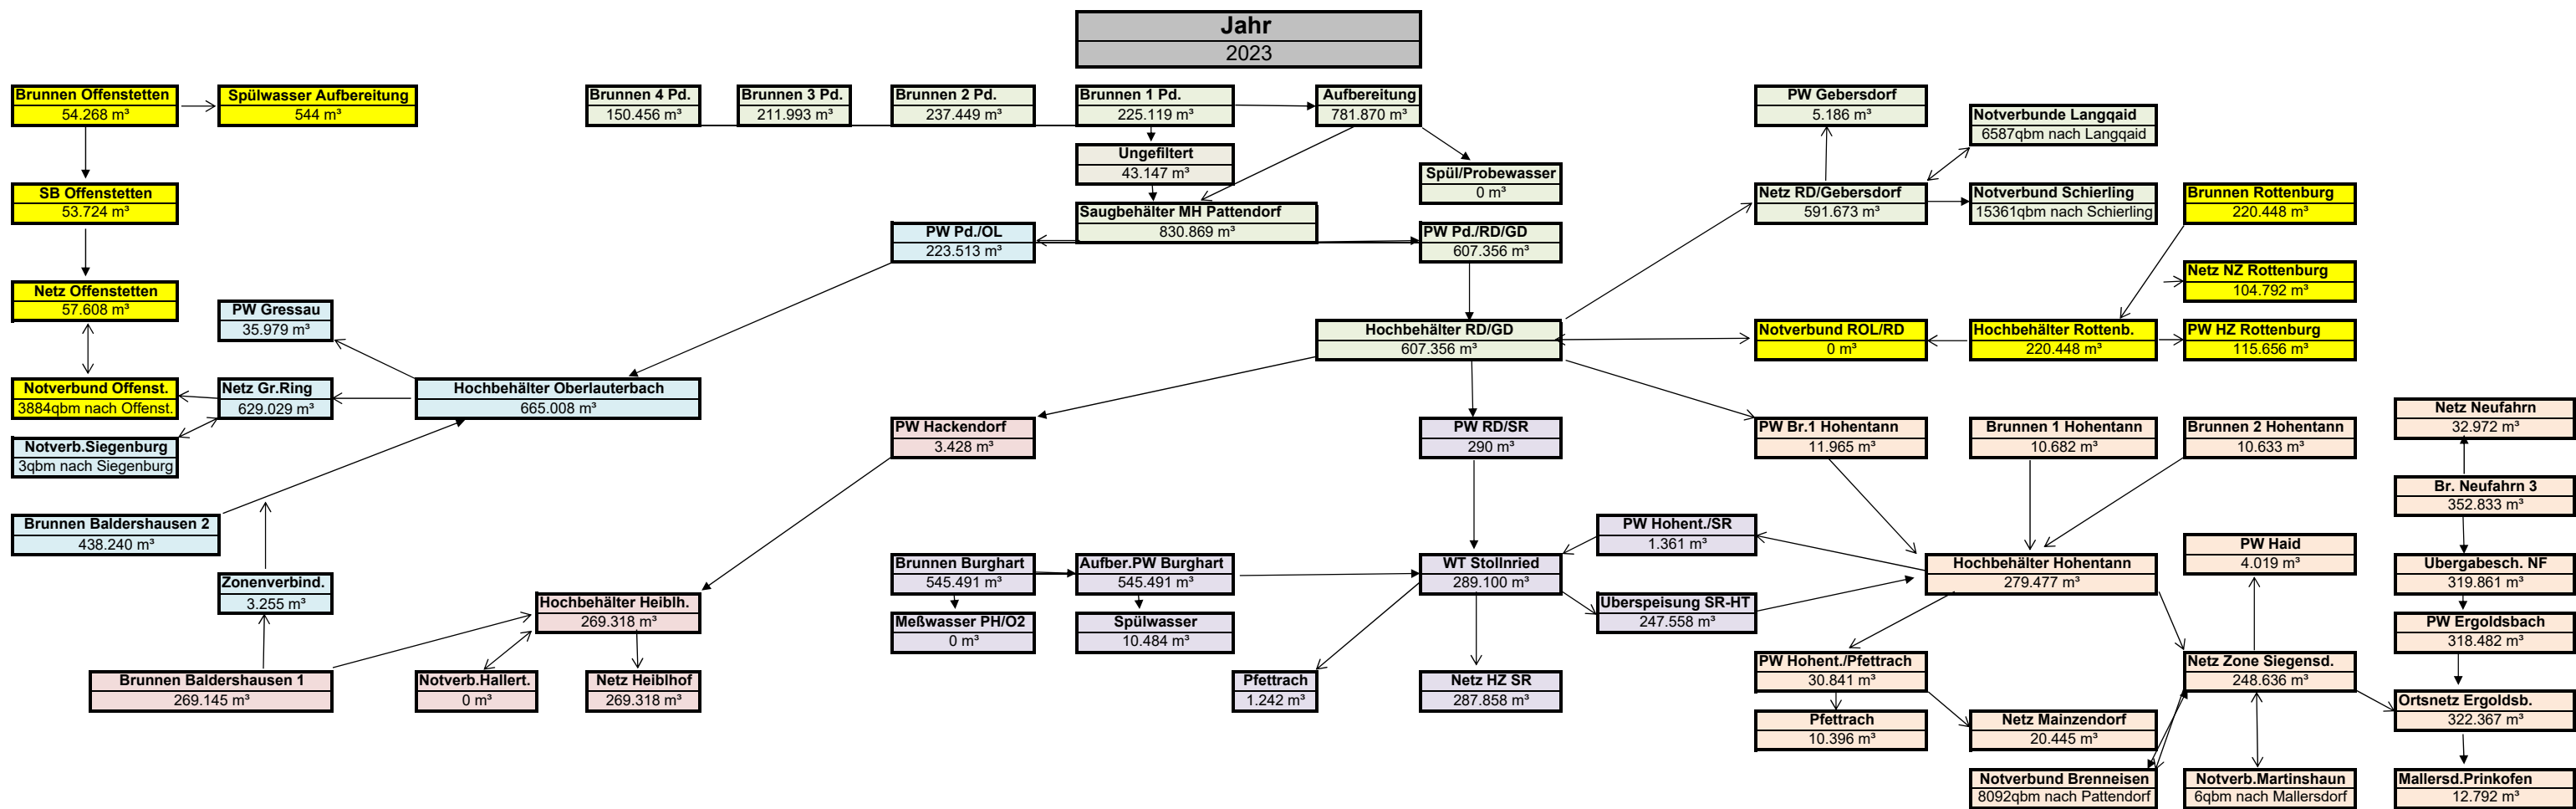 Jahr
2023
Brunnen Offenstetten
54.268 m³
Spülwasser Aufbereitung
544 m³
Brunnen 4 Pd.
150.456 m³
Brunnen 3 Pd.
211.993 m³
Brunnen 2 Pd.
237.449 m³
Brunnen 1 Pd.
225.119 m³
Aufbereitung
781.870 m³
PW Gebersdorf
5.186 m³
Notverbunde Langqaid
6587qbm nach Langqaid
Ungefiltert
43.147 m³
Spül/Probewasser
0 m³
SB Offenstetten
53.724 m³
Netz RD/Gebersdorf
591.673 m³
Notverbund Schierling
15361qbm nach Schierling
Brunnen Rottenburg
220.448 m³
Saugbehälter MH Pattendorf
830.869 m³
PW Pd./OL
223.513 m³
PW Pd./RD/GD
607.356 m³
Netz NZ Rottenburg
104.792 m³
Netz Offenstetten
57.608 m³
PW Gressau
35.979 m³
Hochbehälter RD/GD
607.356 m³
Notverbund ROL/RD
0 m³
Hochbehälter Rottenb.
220.448 m³
PW HZ Rottenburg
115.656 m³
Notverbund Offenst.
3884qbm nach Offenst.
Netz Gr.Ring
629.029 m³
Hochbehälter Oberlauterbach
665.008 m³
Netz Neufahrn
32.972 m³
PW Hackendorf
3.428 m³
PW RD/SR
290 m³
PW Br.1 Hohentann
11.965 m³
Brunnen 1 Hohentann
10.682 m³
Brunnen 2 Hohentann
10.633 m³
Notverb.Siegenburg
3qbm nach Siegenburg
Br. Neufahrn 3
352.833 m³
Brunnen Baldershausen 2
438.240 m³
PW Hohent./SR
1.361 m³
PW Haid
4.019 m³
Brunnen Burghart
545.491 m³
Aufber.PW Burghart
545.491 m³
WT Stollnried
289.100 m³
Hochbehälter Hohentann
279.477 m³
Übergabesch. NF
319.861 m³
Zonenverbind.
3.255 m³
Hochbehälter Heiblh.
269.318 m³
Überspeisung SR-HT
247.558 m³
Meßwasser PH/O2
0 m³
Spülwasser
10.484 m³
PW Ergoldsbach
318.482 m³
PW Hohent./Pfettrach
30.841 m³
Netz Zone Siegensd.
248.636 m³
Brunnen Baldershausen 1
269.145 m³
Notverb.Hallert.
0 m³
Netz Heiblhof
269.318 m³
Pfettrach
1.242 m³
Netz HZ SR
287.858 m³
Ortsnetz Ergoldsb.
322.367 m³
Pfettrach
10.396 m³
Netz Mainzendorf
20.445 m³
Notverbund Brenneisen
8092qbm nach Pattendorf
Notverb.Martinshaun
6qbm nach Mallersdorf
Mallersd.Prinkofen
12.792 m³